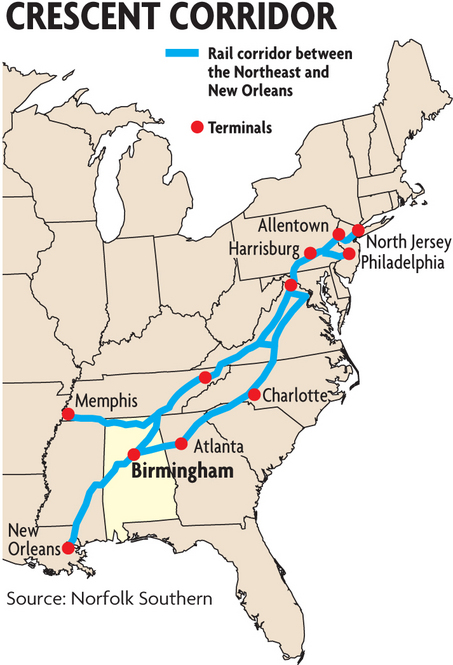 CRESCENT CORRIDOR
Rail corridor between
the Northeast and
New Orleans
Terminals
Allentown
Harrisburg
North Jersey
Philadelphia
Memphis
Charlotte
Atlanta
Birmingham
New
Orleans
Source: Norfolk Southern